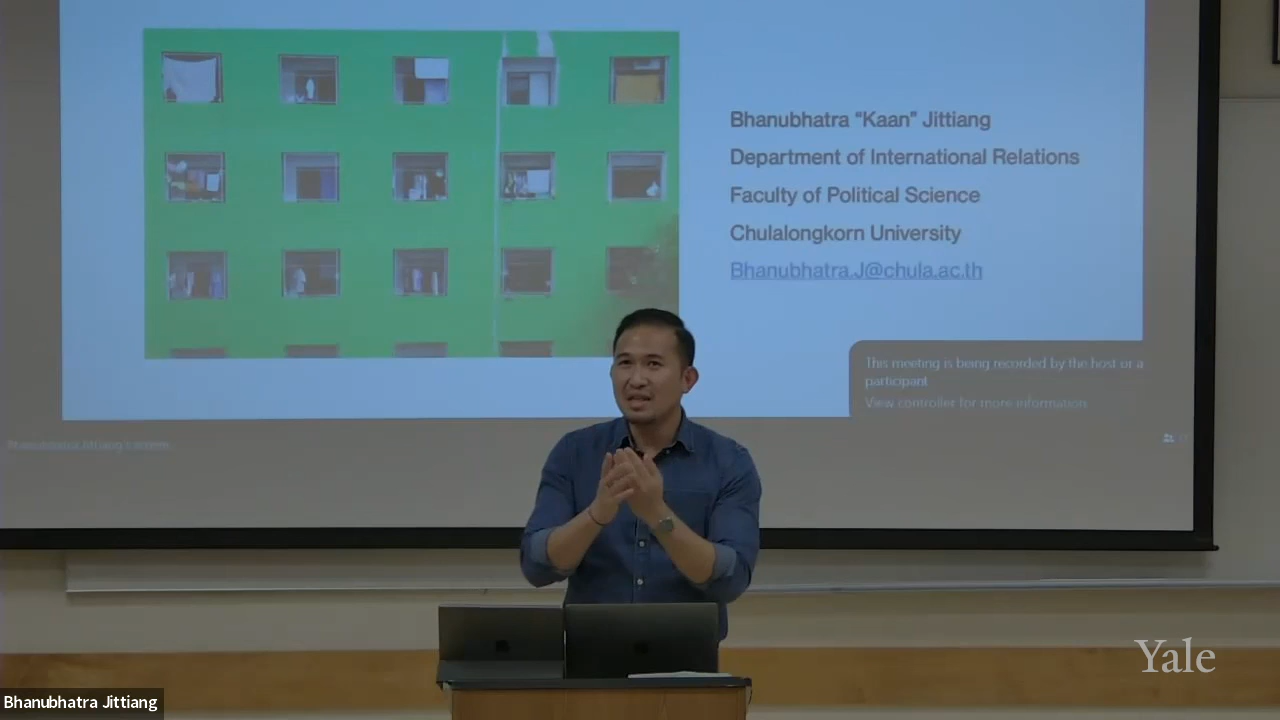 Bhanubhatra “Kaan” Jittiang
Department of International Relations
Faculty of Political Science
Chulalongkorn University
Bhanubhatra.J@chula.ac.th
This meeting is being recorded by the host or a
participant
View controller for more information
Yale
Bhanubhatra Jittiang